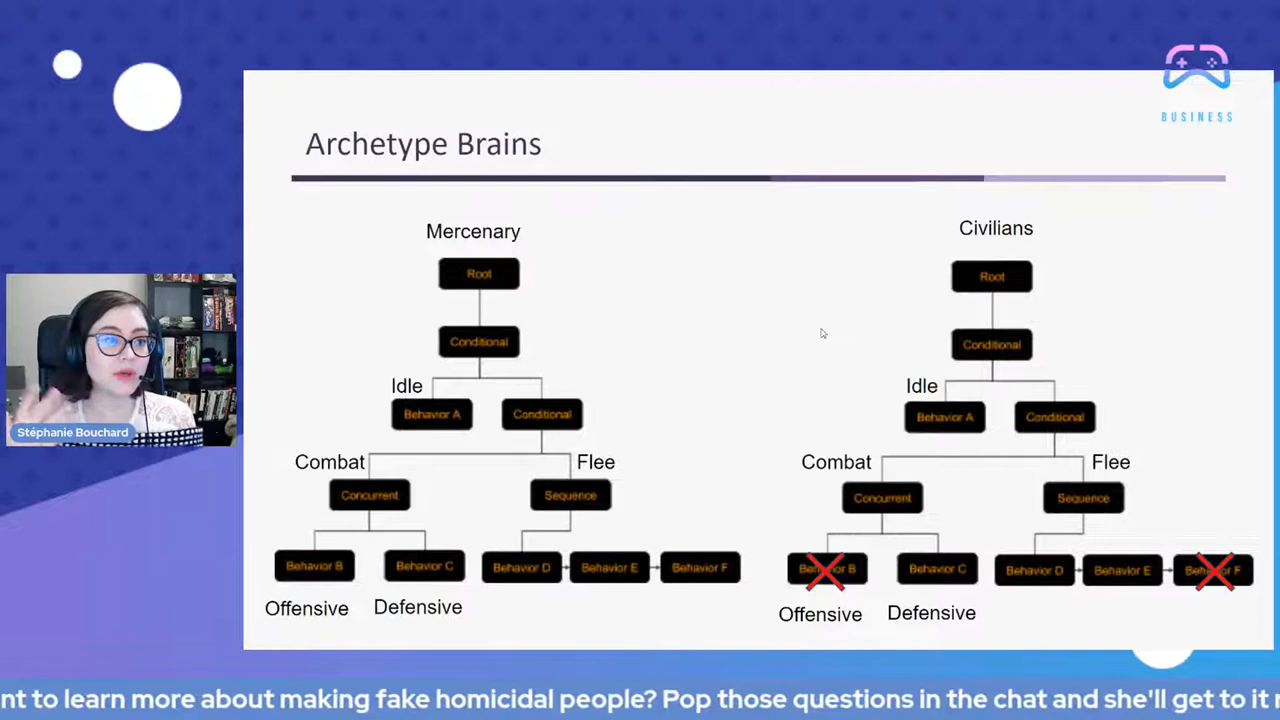 BUSINESS
Archetype Brains
Mercenary
Root
Conditional
Idle
Behavior A
Conditional
Combat
Flee
Concurrent
Sequence
Behavior B
Behavior C
Behavior D
Behavior E
Behavior F
Offensive
Defensive
Civilians
Root
Conditional
Idle
Behavior A
Conditional
Combat
Flee
Concurrent
Sequence
Behavior B
Behavior C
Behavior D
Behavior E
Behavior F
Offensive
Defensive
Stéphanie Bouchard
nt to learn more about making fake homicidal people? Pop those questions in the chat and she'll get to it